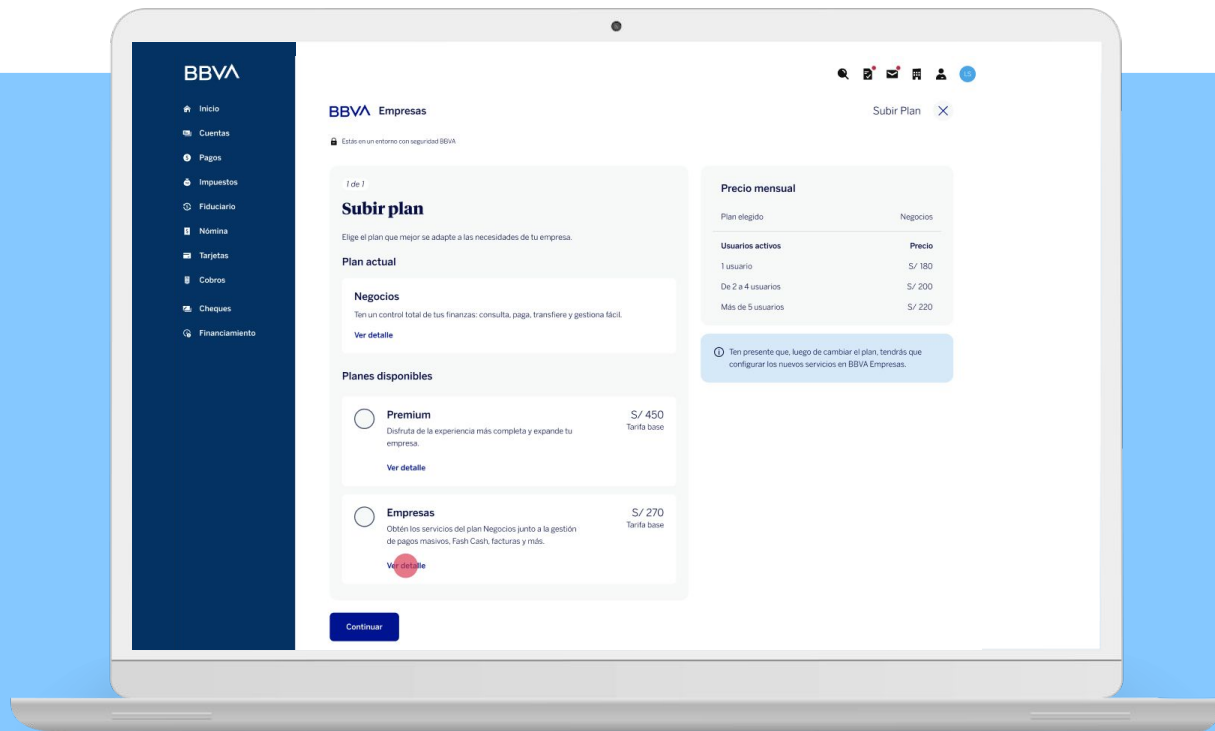 BBVA
Inicio
Cuentas
Pagos
Impuestos
Fiduciario
Nómina
Tarjetas
Cobros
Cheques
Financiamiento
LS
BBVA Empresas
Subir Plan
Estás en un entorno con seguridad BBVA
1 de 1
Subir plan
Elige el plan que mejor se adapte a las necesidades de tu empresa.
Plan actual
Negocios
Ten un control total de tus finanzas: consulta, paga, transfiere y gestiona fácil.
Ver detalle
Planes disponibles
Premium
S/ 450
Disfruta de la experiencia más completa y expande tu
Tarifa base
empresa.
Ver detalle
Empresas
S/ 270
Obtén los servicios del plan Negocios junto a la gestión
Tarifa base
de pagos masivos, Fash Cash, facturas y más.
Ver detalle
Continuar
Precio mensual
Plan elegido Negocios
Usuarios activos Precio
1 usuario S/ 180
De 2 a 4 usuarios S/ 200
Más de 5 usuarios S/ 220
Ten presente que, luego de cambiar el plan, tendrás que
configurar los nuevos servicios en BBVA Empresas.